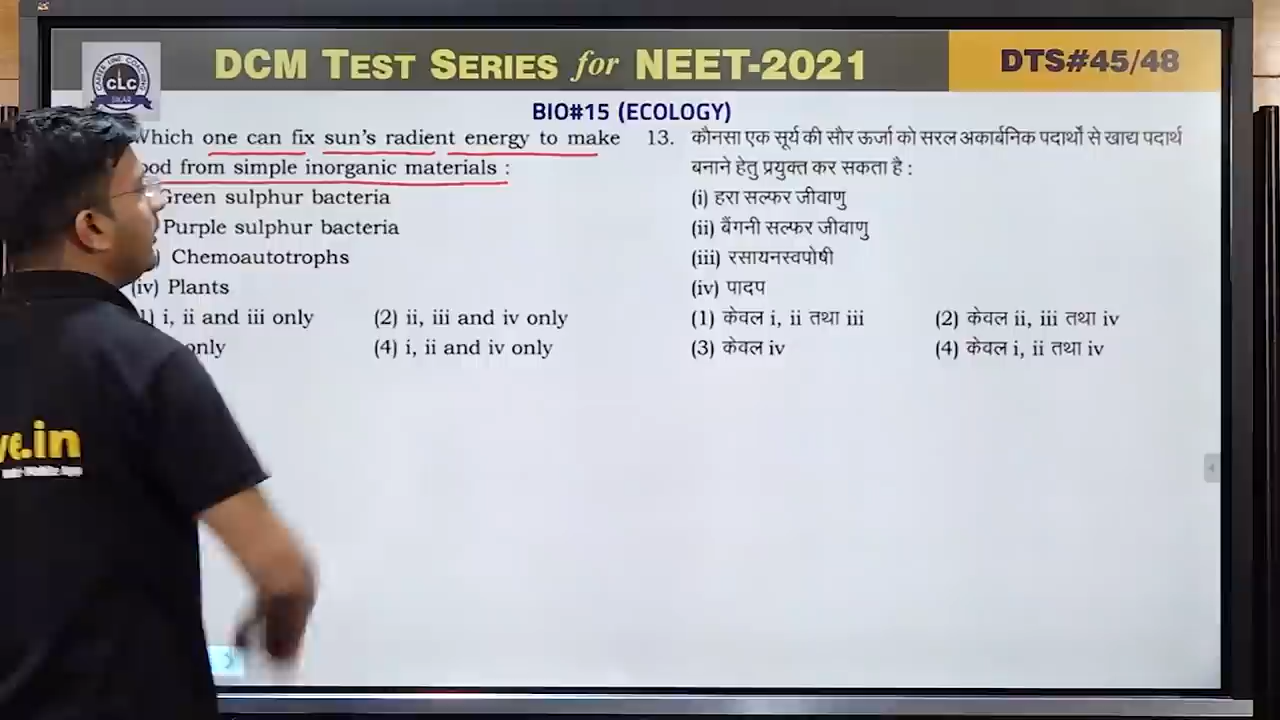 DCM TEST SERIES for NEET-2021
DTS#45/48
CLC
SIKAR
BIO#15 (ECOLOGY)
Which one can fix sun's radient energy to make
from simple inorganic materials :
Green sulphur bacteria
Purple sulphur bacteria
Chemoautotrophs
(iv) Plants
i, ii and iii only
(2) ii, iii and iv only
only
(4) i, ii and iv only
13. कौनसा एक सूर्य की सौर ऊर्जा को सरल अकार्बनिक पदार्थों से खाद्य पदार्थ
बनाने हेतु प्रयुक्त कर सकता है :
(i) हरा सल्फर जीवाणु
(ii) बैंगनी सल्फर जीवाणु
(iii) रसायनस्वपोषी
(iv) पादप
(1) केवल i, ii तथा iii
(2) केवल ii, iii तथा iv
(3) केवल iv
(4) केवल i, ii तथा iv
ve.in